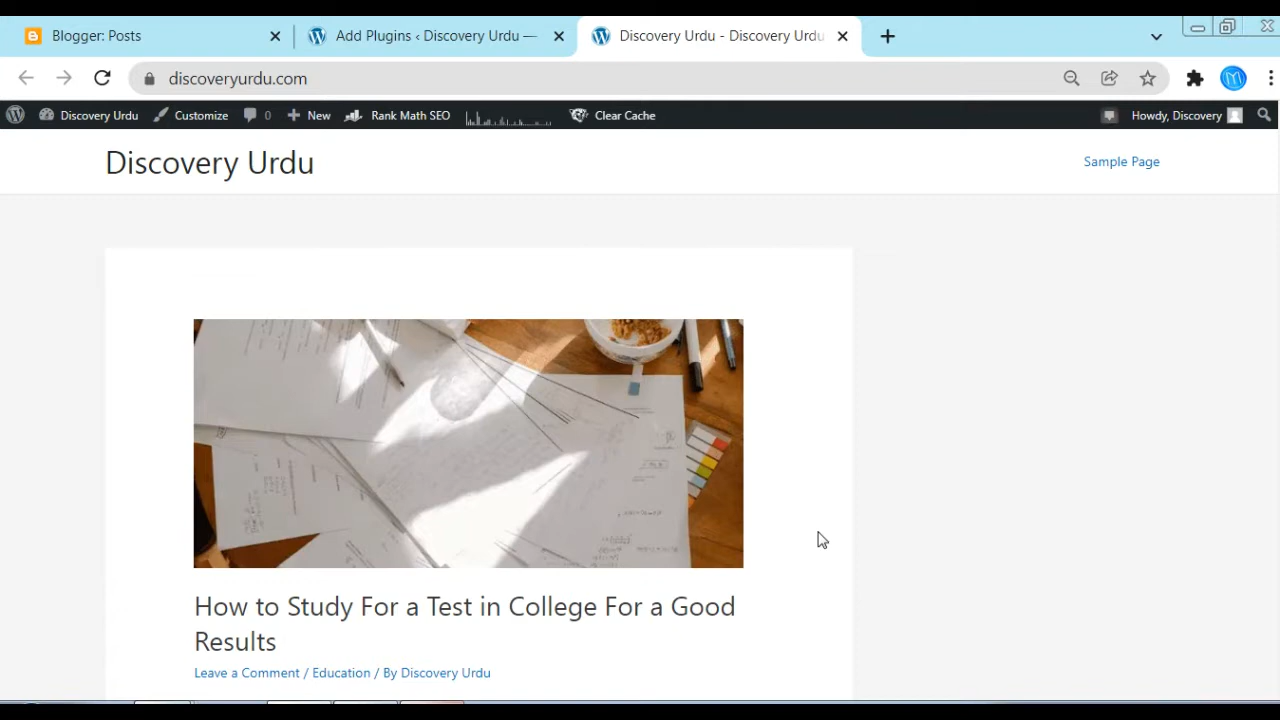 Blogger: Posts
Add Plugins ‹ Discovery Urdu —
Discovery Urdu - Discovery Urdu
discoveryurdu.com
Discovery Urdu
Customize
0
New
Rank Math SEO
Clear Cache
Howdy, Discovery
Discovery Urdu
Sample Page
How to Study For a Test in College For a Good
Results
Leave a Comment / Education / By Discovery Urdu